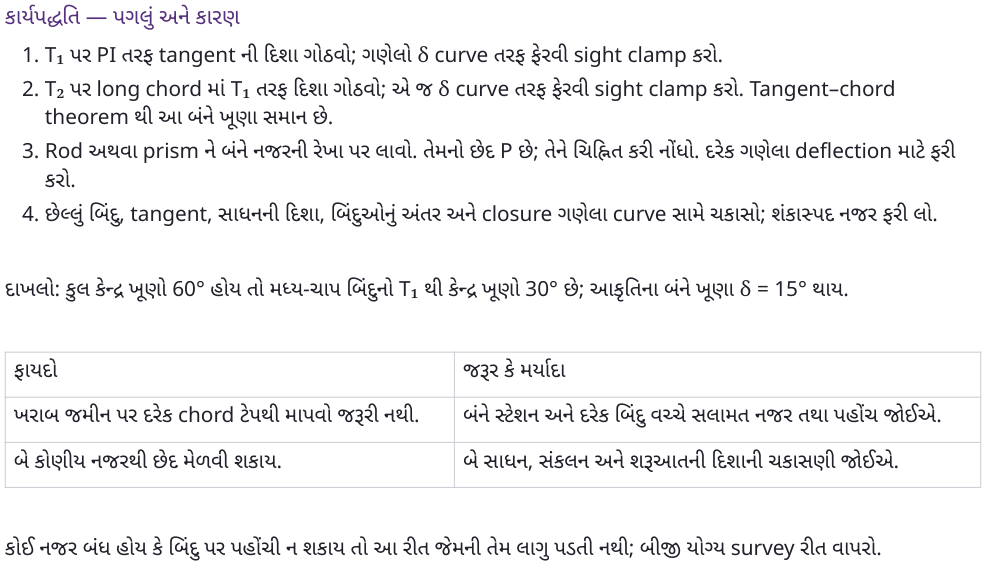 કાર્યપદ્ધતિ — પગલું અને કારણ
1. T₁ પર PI તરફ tangent ની દિશા ગોઠવો; ગણેલો δ curve તરફ ફેરવી sight clamp કરો.
2. T₂ પર long chord માં T₁ તરફ દિશા ગોઠવો; એ જ δ curve તરફ ફેરવી sight clamp કરો. Tangent–chord
theorem થી આ બંને ખૂણા સમાન છે.
3. Rod અથવા prism ને બંને નજરની રેખા પર લાવો. તેમનો છેદ P છે; તેને ચિહ્નિત કરી નોંધો. દરેક ગણેલા deflection માટે ફરી
કરો.
4. છેલ્લું બિંદુ, tangent, સાધનની દિશા, બિંદુઓનું અંતર અને closure ગણેલા curve સામે ચકાસો; શંકાસ્પદ નજર ફરી લો.
દાખલો: કુલ કેન્દ્ર ખૂણો 60° હોય તો મધ્ય-ચાપ બિંદુનો T₁ થી કેન્દ્ર ખૂણો 30° છે; આકૃતિના બંને ખૂણા δ = 15° થાય.
ફાયદો જરૂર કે મર્યાદા
ખરાબ જમીન પર દરેક chord ટેપથી માપવો જરૂરી નથી. બંને સ્ટેશન અને દરેક બિંદુ વચ્ચે સલામત નજર તથા પહોંચ જોઈએ.
બે કોણીય નજરથી છેદ મેળવી શકાય. બે સાધન, સંકલન અને શરૂઆતની દિશાની ચકાસણી જોઈએ.
કોઈ નજર બંધ હોય કે બિંદુ પર પહોંચી ન શકાય તો આ રીત જેમની તેમ લાગુ પડતી નથી; બીજી યોગ્ય survey રીત વાપરો.